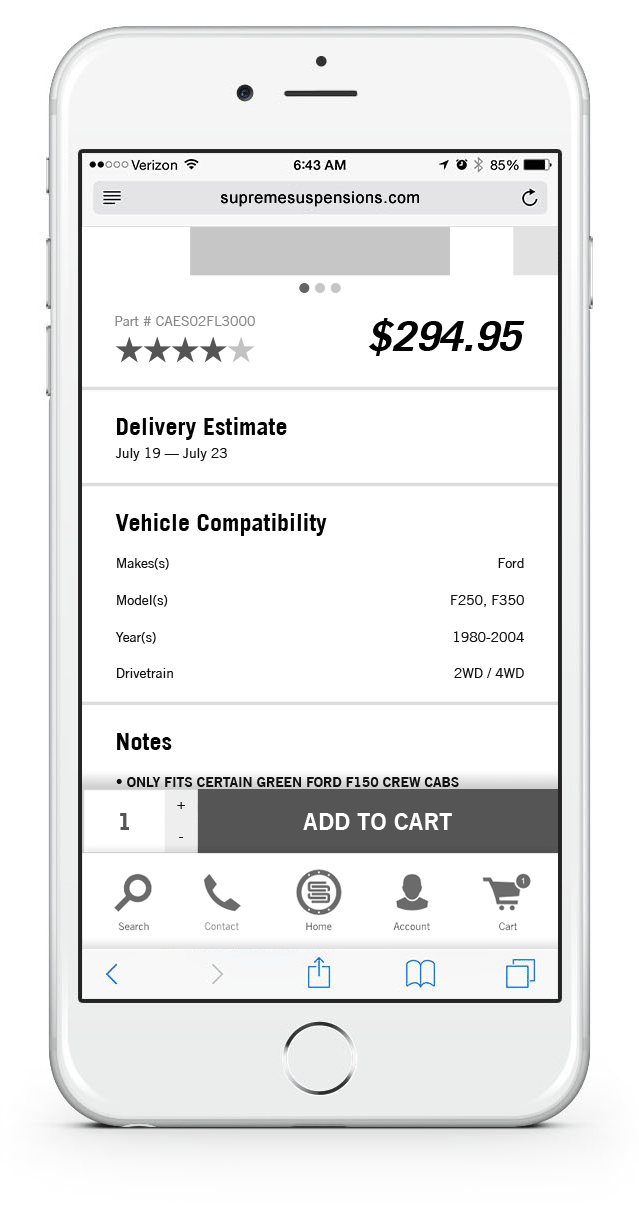 Verizon 6:43 AM 85%
supremesuspensions.com
Part # CAES02FL3000
$294.95
Delivery Estimate
July 19 — July 23
Vehicle Compatibility
Makes(s) Ford
Model(s) F250, F350
Year(s) 1980-2004
Drivetrain 2WD / 4WD
Notes
• ONLY FITS CERTAIN GREEN FORD F150 CREW CABS
1 + - ADD TO CART
1
Search Contact Home Account Cart